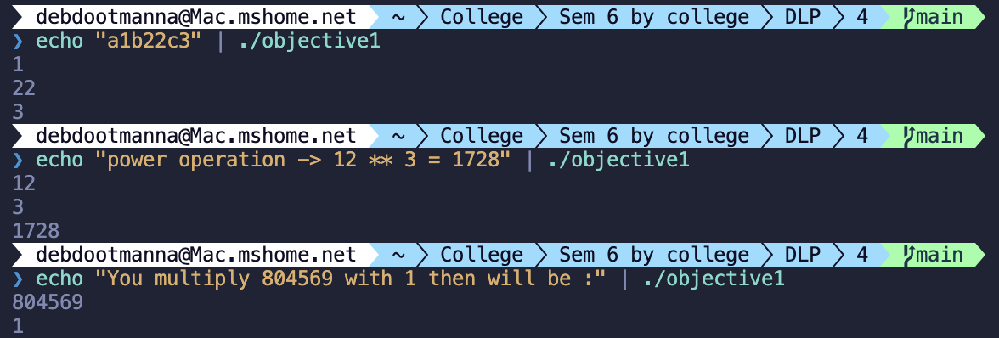 debdootmanna@Mac.mshome.net ~ College Sem 6 by college DLP 4 main
❯ echo "a1b22c3" | ./objective1
1
22
3
debdootmanna@Mac.mshome.net ~ College Sem 6 by college DLP 4 main
❯ echo "power operation -> 12 ** 3 = 1728" | ./objective1
12
3
1728
debdootmanna@Mac.mshome.net ~ College Sem 6 by college DLP 4 main
❯ echo "You multiply 804569 with 1 then will be :" | ./objective1
804569
1